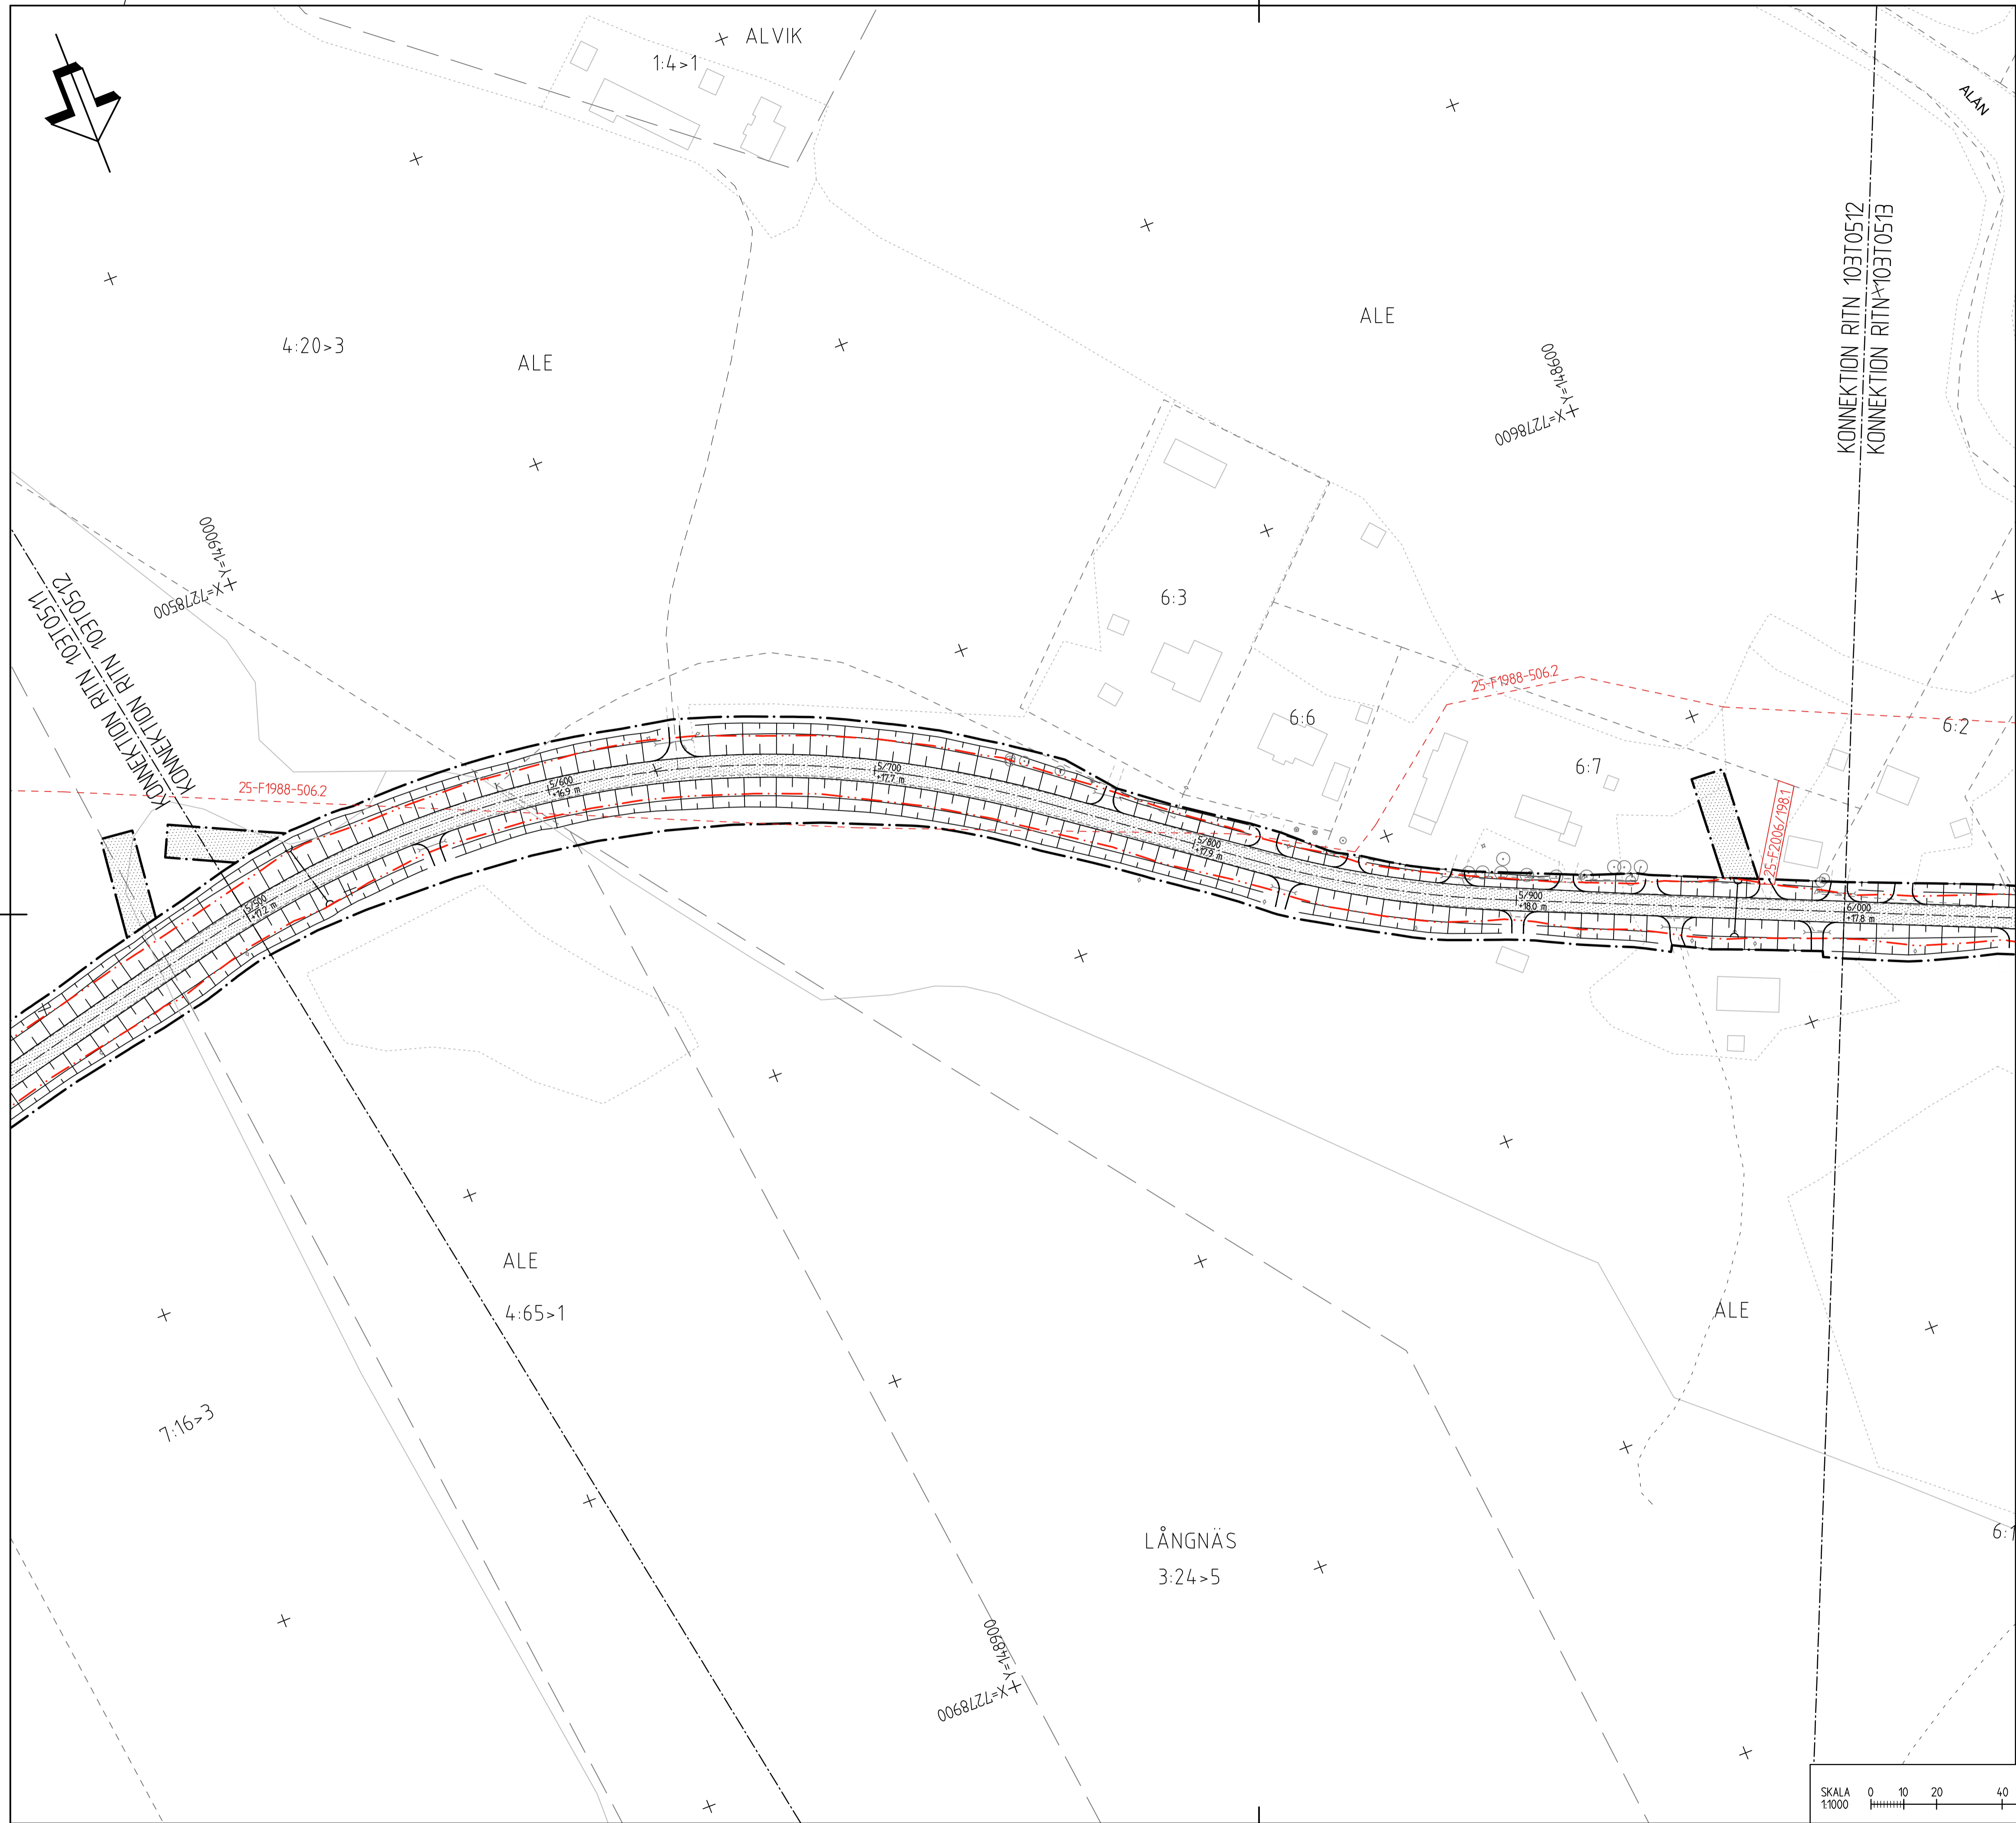 ALVIK
1:4>1
ALÅN
KONNEKTION RITN 103T0512
KONNEKTION RITN 103T0513
4:20>3
ALE
ALE
Y=148600
X=7278600
Y=149000
X=7278500
KONNEKTION RITN 103T0511
KONNEKTION RITN 103T0512
6:3
25-F1988-506.2
6:6
6:2
6:7
25-F1988-506.2
25-F2006/198.1
5/500
+17.2 m
5/600
+16.9 m
5/700
+17.7 m
5/800
+17.9 m
5/900
+18.0 m
6/000
+17.8 m
ALE
4:65>1
ALE
7:16>3
LÅNGNÄS
3:24>5
6:1
Y=148900
X=7278900
SKALA 0 10 20 40
1:1000